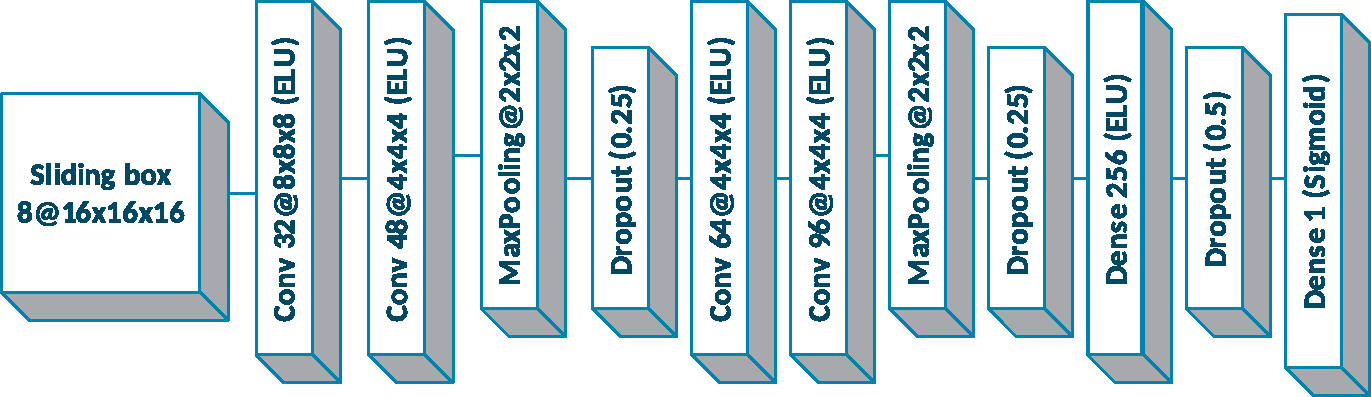 Sliding box
8@16x16x16
Conv 32@8x8x8 (ELU)
Conv 48@4x4x4 (ELU)
MaxPooling@2x2x2
Dropout (0.25)
Conv 64@4x4x4 (ELU)
Conv 96@4x4x4 (ELU)
MaxPooling@2x2x2
Dropout (0.25)
Dense 256 (ELU)
Dropout (0.5)
Dense 1 (Sigmoid)